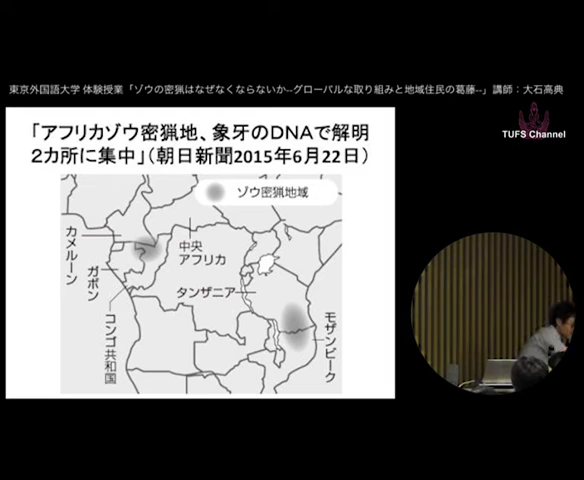 東京外国語大学 体験授業「ゾウの密猟はなぜなくならないか--グローバルな取り組みと地域住民の葛藤--」講師：大石高典
TUFS Channel
「アフリカゾウ密猟地、象牙のDNAで解明
２カ所に集中」（朝日新聞2015年6月22日）
ゾウ密猟地域
カメルーン
ガボン
コンゴ共和国
中央
アフリカ
タンザニア
モザンビーク